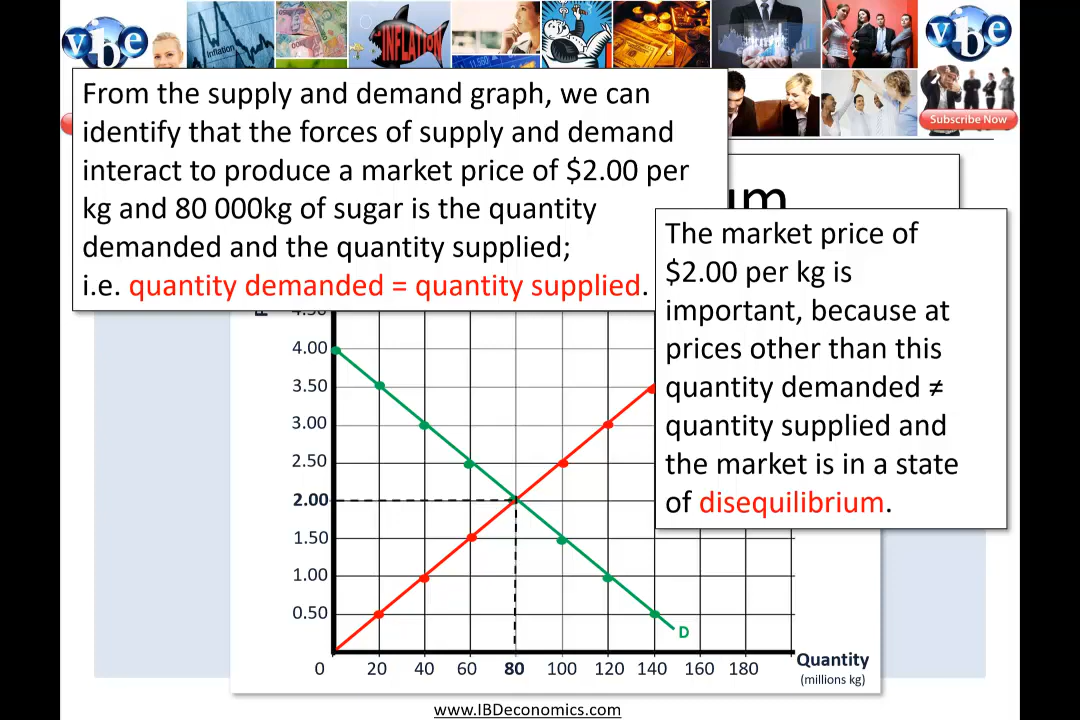 vbe
Inflation
INFLATION
vbe
Subscribe Now
From the supply and demand graph, we can
identify that the forces of supply and demand
interact to produce a market price of $2.00 per
kg and 80 000kg of sugar is the quantity
demanded and the quantity supplied;
i.e. quantity demanded = quantity supplied.
The market price of
$2.00 per kg is
important, because at
prices other than this
quantity demanded ≠
quantity supplied and
the market is in a state
of disequilibrium.
4.00
3.50
3.00
2.50
2.00
1.50
1.00
0.50
D
0 20 40 60 80 100 120 140 160 180
Quantity
(millions kg)
www.IBDeconomics.com